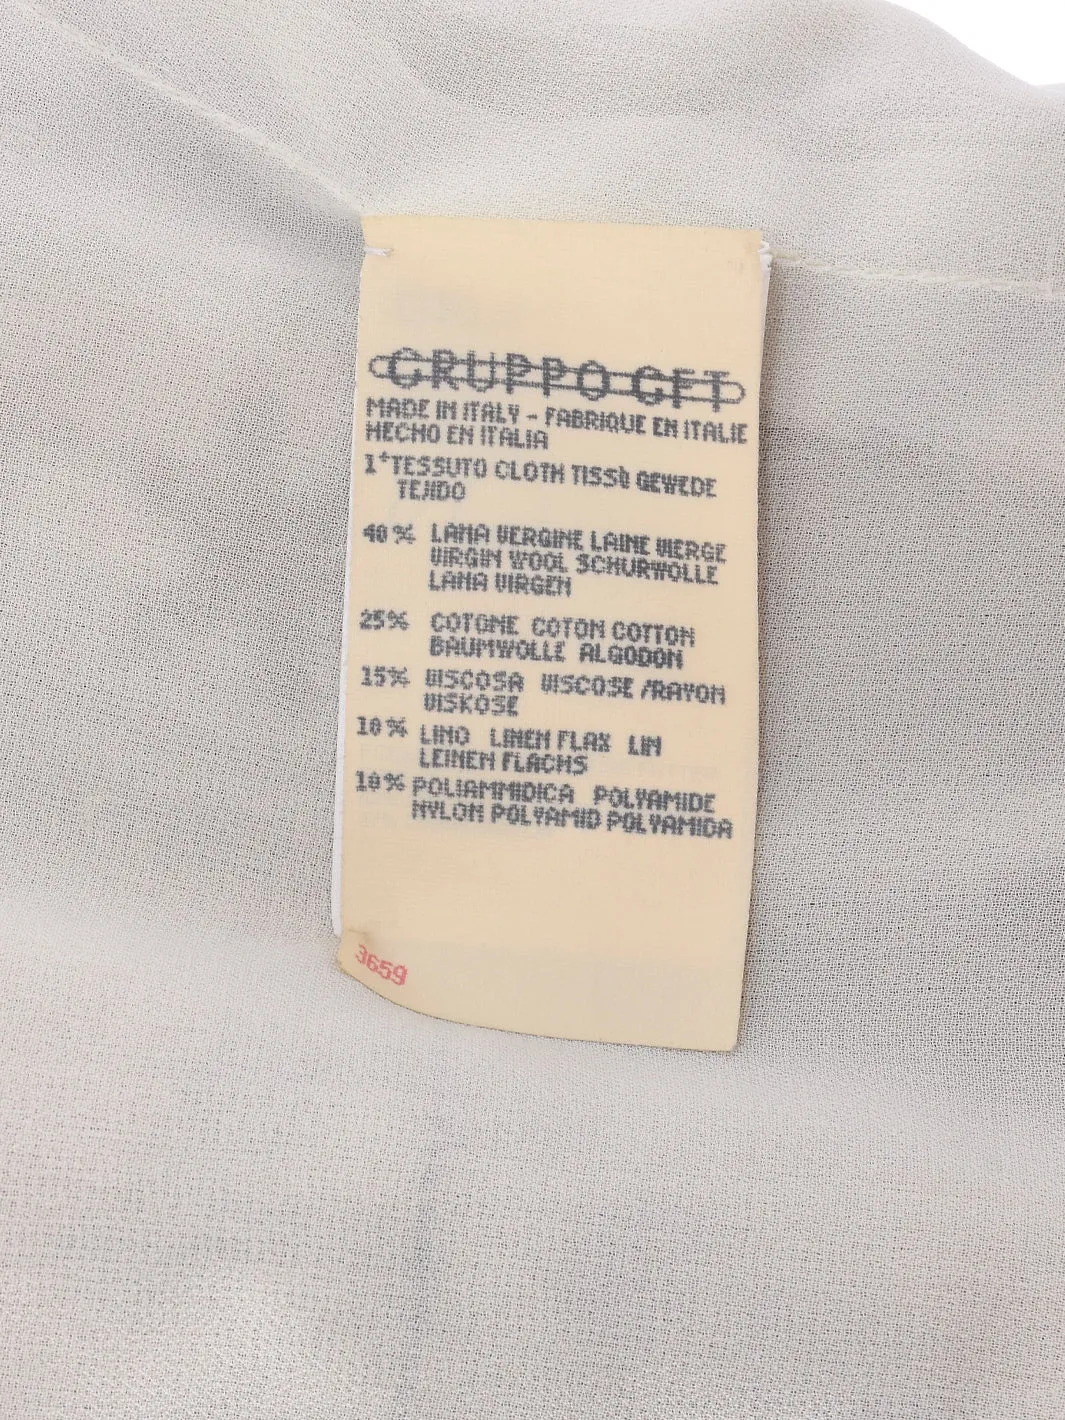 GRUPPO GFT
MADE IN ITALY - FABRIQUE EN ITALIE
HECHO EN ITALIA
1°TESSUTO CLOTH TISSÙ GEWEDE
TEJIDO
40% LANA VERGINE LAINE VIERGE
VIRGIN WOOL SCHURWOLLE
LANA VIRGEN
25% COTONE COTON COTTON
BAUMWOLLE ALGODON
15% VISCOSA VISCOSE/RAYON
VISKOSE
10% LINO LINEN FLAX LIN
LEINEN FLACHS
10% POLIAMMIDICA POLYAMIDE
NYLON POLYAMID POLYAMIDA
3659